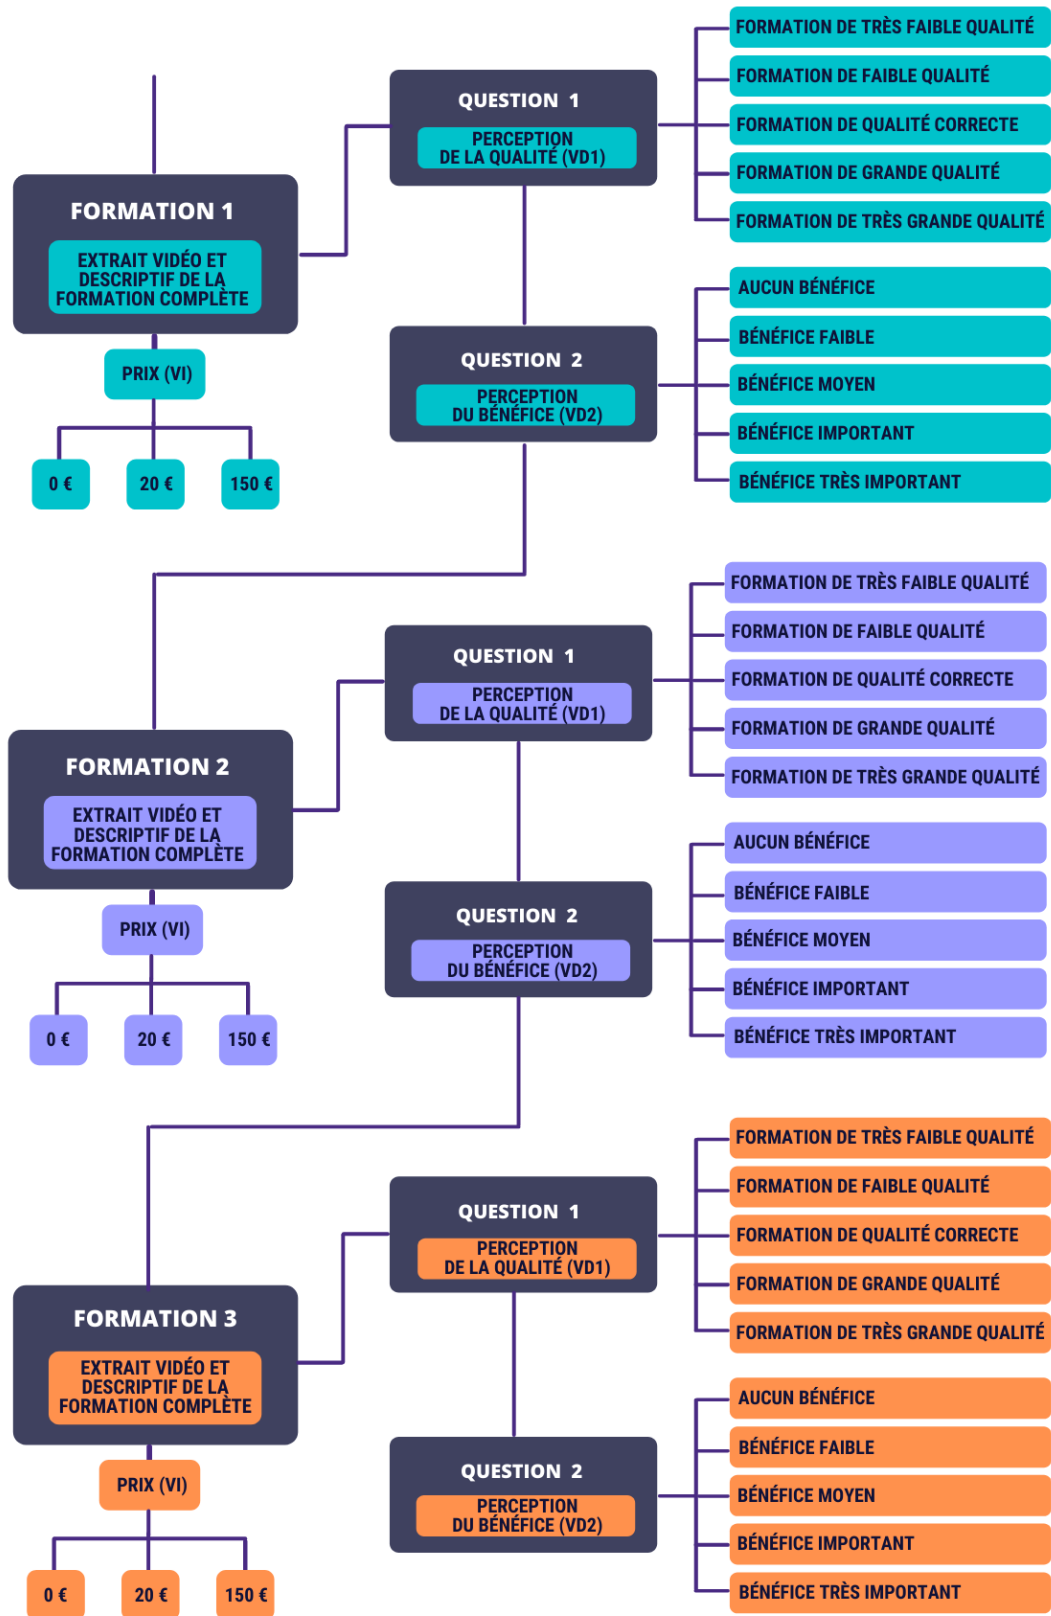 FORMATION 1
EXTRAIT VIDÉO ET
DESCRIPTIF DE LA
FORMATION COMPLÈTE
PRIX (VI)
0 €
20 €
150 €
QUESTION 1
PERCEPTION
DE LA QUALITÉ (VD1)
FORMATION DE TRÈS FAIBLE QUALITÉ
FORMATION DE FAIBLE QUALITÉ
FORMATION DE QUALITÉ CORRECTE
FORMATION DE GRANDE QUALITÉ
FORMATION DE TRÈS GRANDE QUALITÉ
QUESTION 2
PERCEPTION
DU BÉNÉFICE (VD2)
AUCUN BÉNÉFICE
BÉNÉFICE FAIBLE
BÉNÉFICE MOYEN
BÉNÉFICE IMPORTANT
BÉNÉFICE TRÈS IMPORTANT
FORMATION 2
EXTRAIT VIDÉO ET
DESCRIPTIF DE LA
FORMATION COMPLÈTE
PRIX (VI)
0 €
20 €
150 €
QUESTION 1
PERCEPTION
DE LA QUALITÉ (VD1)
FORMATION DE TRÈS FAIBLE QUALITÉ
FORMATION DE FAIBLE QUALITÉ
FORMATION DE QUALITÉ CORRECTE
FORMATION DE GRANDE QUALITÉ
FORMATION DE TRÈS GRANDE QUALITÉ
QUESTION 2
PERCEPTION
DU BÉNÉFICE (VD2)
AUCUN BÉNÉFICE
BÉNÉFICE FAIBLE
BÉNÉFICE MOYEN
BÉNÉFICE IMPORTANT
BÉNÉFICE TRÈS IMPORTANT
FORMATION 3
EXTRAIT VIDÉO ET
DESCRIPTIF DE LA
FORMATION COMPLÈTE
PRIX (VI)
0 €
20 €
150 €
QUESTION 1
PERCEPTION
DE LA QUALITÉ (VD1)
FORMATION DE TRÈS FAIBLE QUALITÉ
FORMATION DE FAIBLE QUALITÉ
FORMATION DE QUALITÉ CORRECTE
FORMATION DE GRANDE QUALITÉ
FORMATION DE TRÈS GRANDE QUALITÉ
QUESTION 2
PERCEPTION
DU BÉNÉFICE (VD2)
AUCUN BÉNÉFICE
BÉNÉFICE FAIBLE
BÉNÉFICE MOYEN
BÉNÉFICE IMPORTANT
BÉNÉFICE TRÈS IMPORTANT